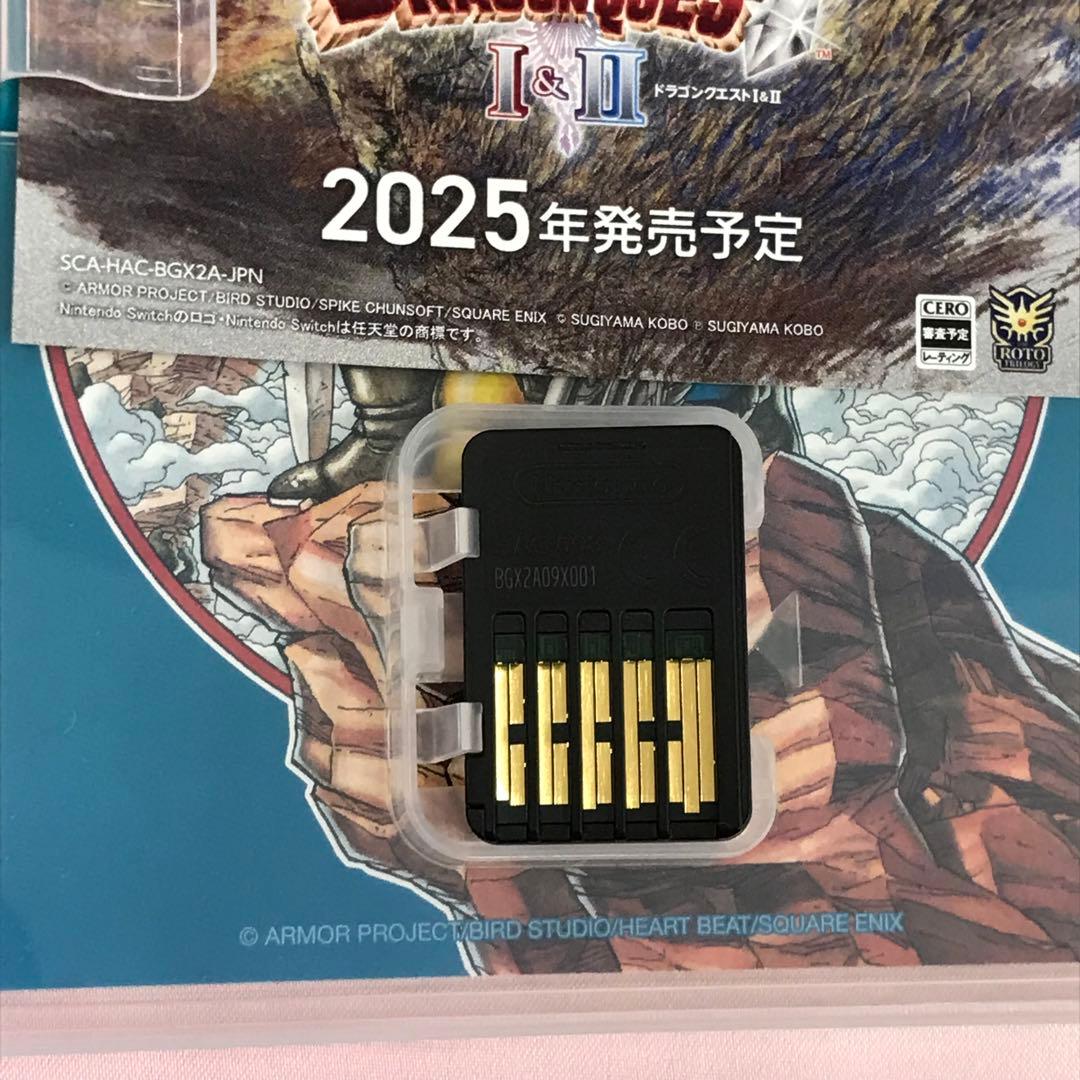 DRAGON QUEST
I&II
™
ドラゴンクエストI&II
2025年発売予定
SCA-HAC-BGX2A-JPN
© ARMOR PROJECT/BIRD STUDIO/SPIKE CHUNSOFT/SQUARE ENIX © SUGIYAMA KOBO ℗ SUGIYAMA KOBO
Nintendo Switchのロゴ・Nintendo Switchは任天堂の商標です。
CERO
審査予定
レーティング
ROTO
TRILOGY
BGX2A09X001
© ARMOR PROJECT/BIRD STUDIO/HEART BEAT/SQUARE ENIX